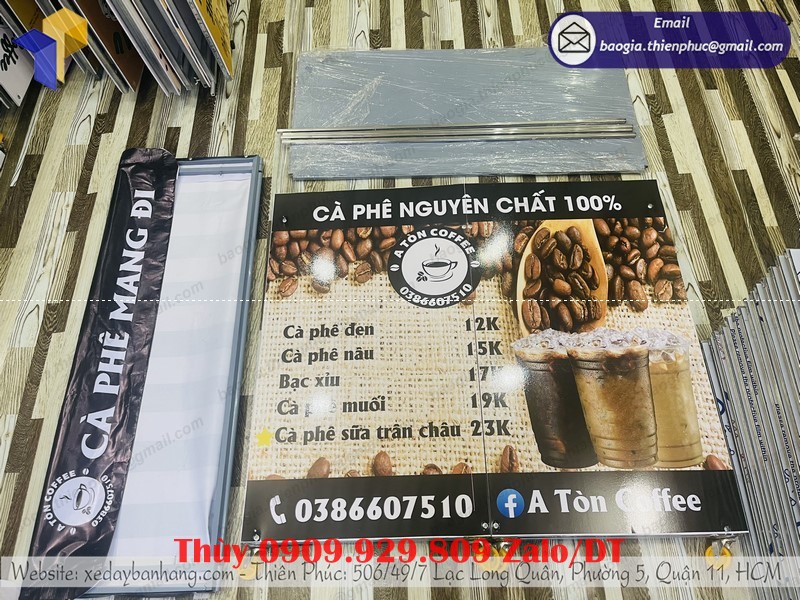 Email
baogia.thienphuc@gmail.com
CÀ PHÊ NGUYÊN CHẤT 100%
A TÒN COFFEE
0386607510
Cà phê đen 12K
Cà phê nâu 15K
Bạc xỉu 17K
Cà phê muối 19K
Cà phê sữa trân châu 23K
0386607510
A Tòn Coffee
CÀ PHÊ MANG ĐI
A TÒN COFFEE
0386607510
Thùy 0909.929.809 Zalo/DT
Website: xedaybanhang.com - Thiên Phúc: 506/49/7 Lạc Long Quân, Phường 5, Quận 11, HCM